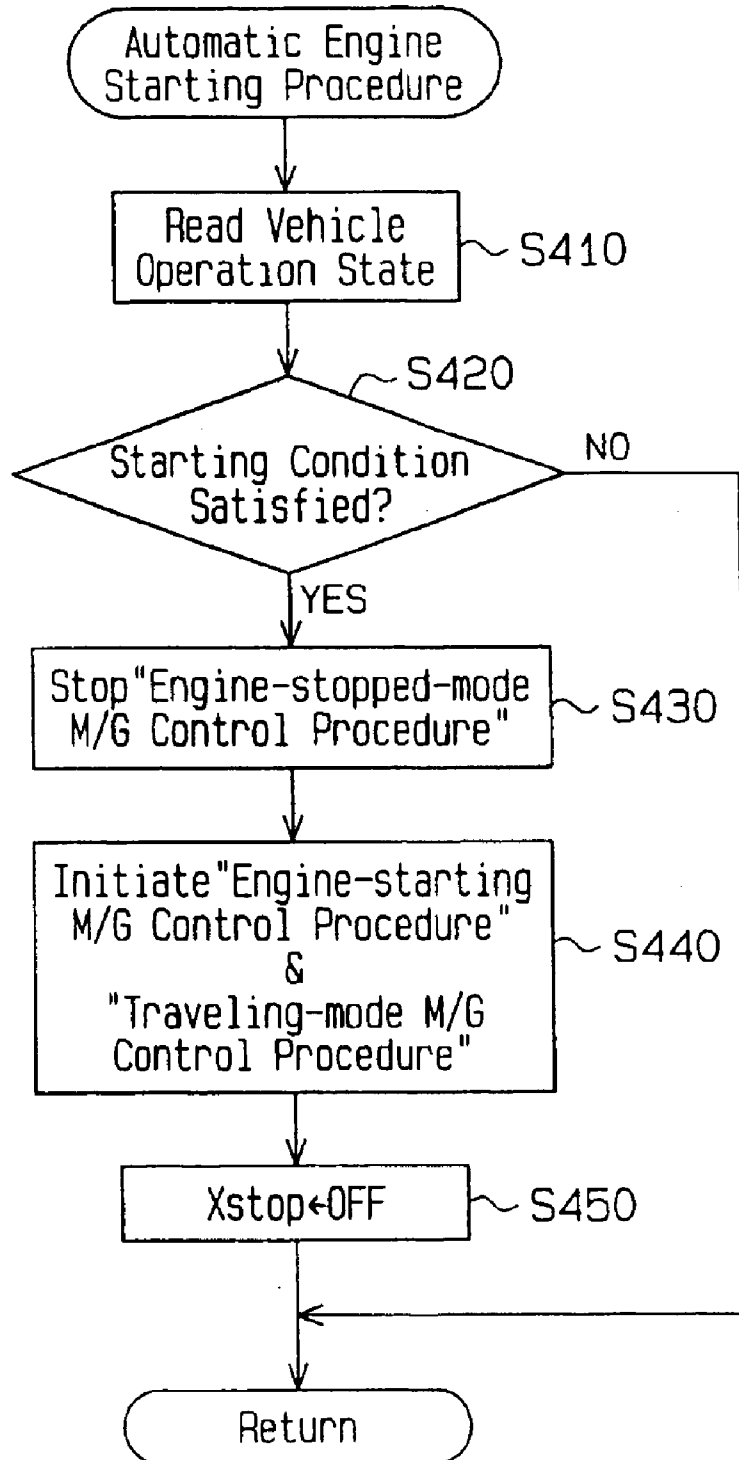 Automatic Engine
Starting Procedure
Read Vehicle
Operation State
S410
S420
Starting Condition
Satisfied?
NO
YES
Stop"Engine-stopped-mode
M/G Control Procedure"
S430
Initiate"Engine-starting
M/G Control Procedure"
&
"Traveling-mode M/G
Control Procedure"
S440
Xstop←OFF
S450
Return